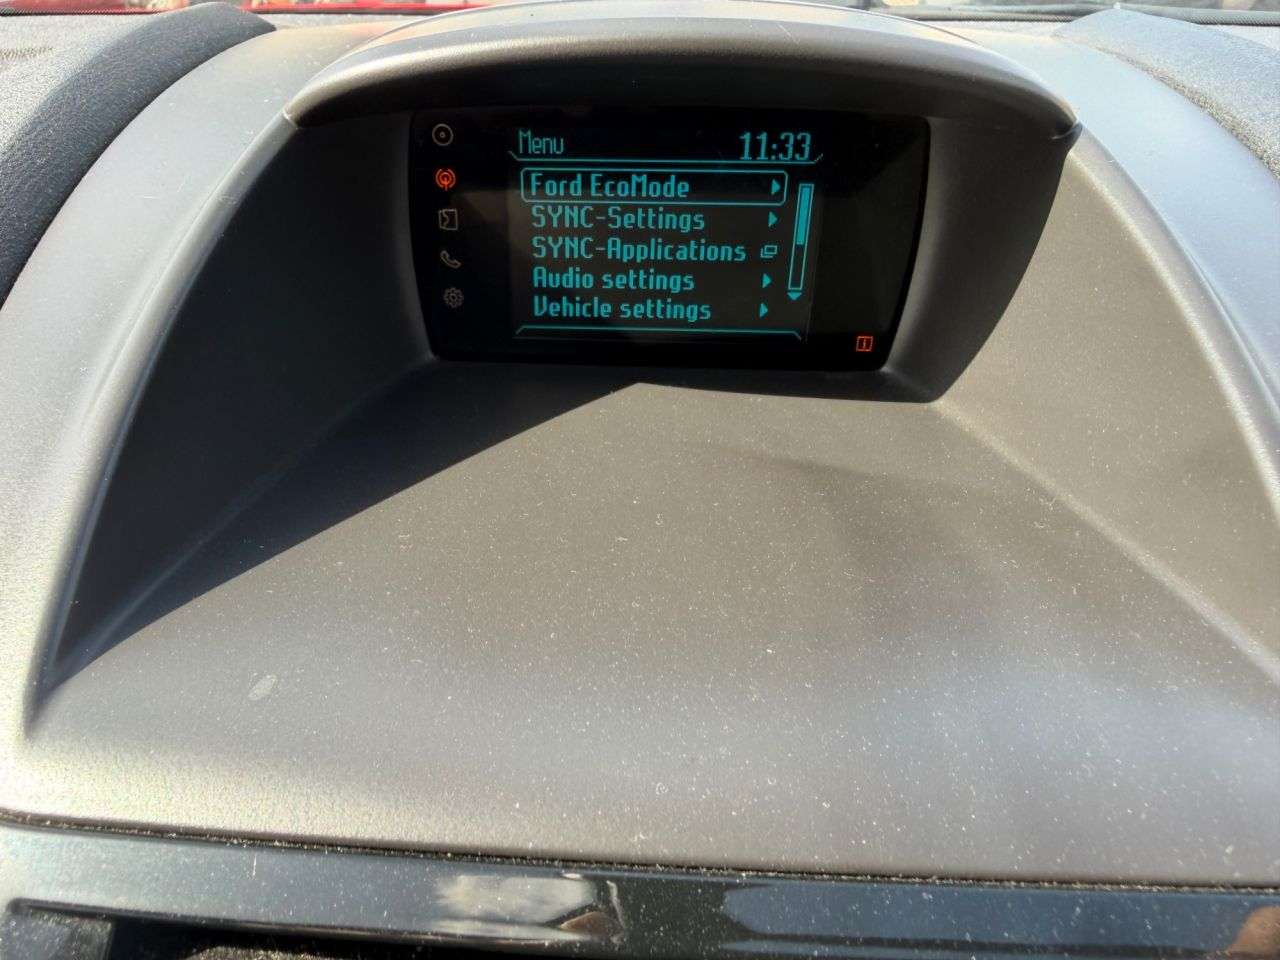 Menu 11:33
Ford EcoMode
SYNC-Settings
SYNC-Applications
Audio settings
Vehicle settings
i